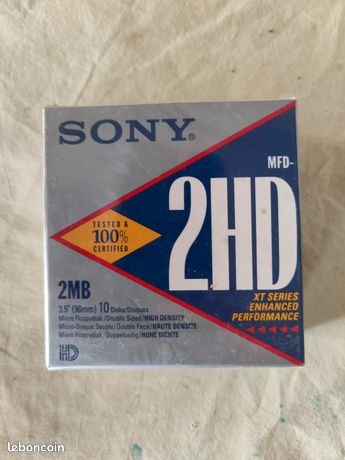 SONY®
MFD-
2HD
TESTED &
100%
CERTIFIED
XT SERIES
ENHANCED
PERFORMANCE
2MB
3.5" (90mm) 10 Disks/Disques
Micro Floppydisk/Double Sided/HIGH DENSITY
Micro-Disque Souple/Double Face/HAUTE DENSITE
Mikro Floppydisk/Doppelseitig/HOHE DICHTE
HD
leboncoin